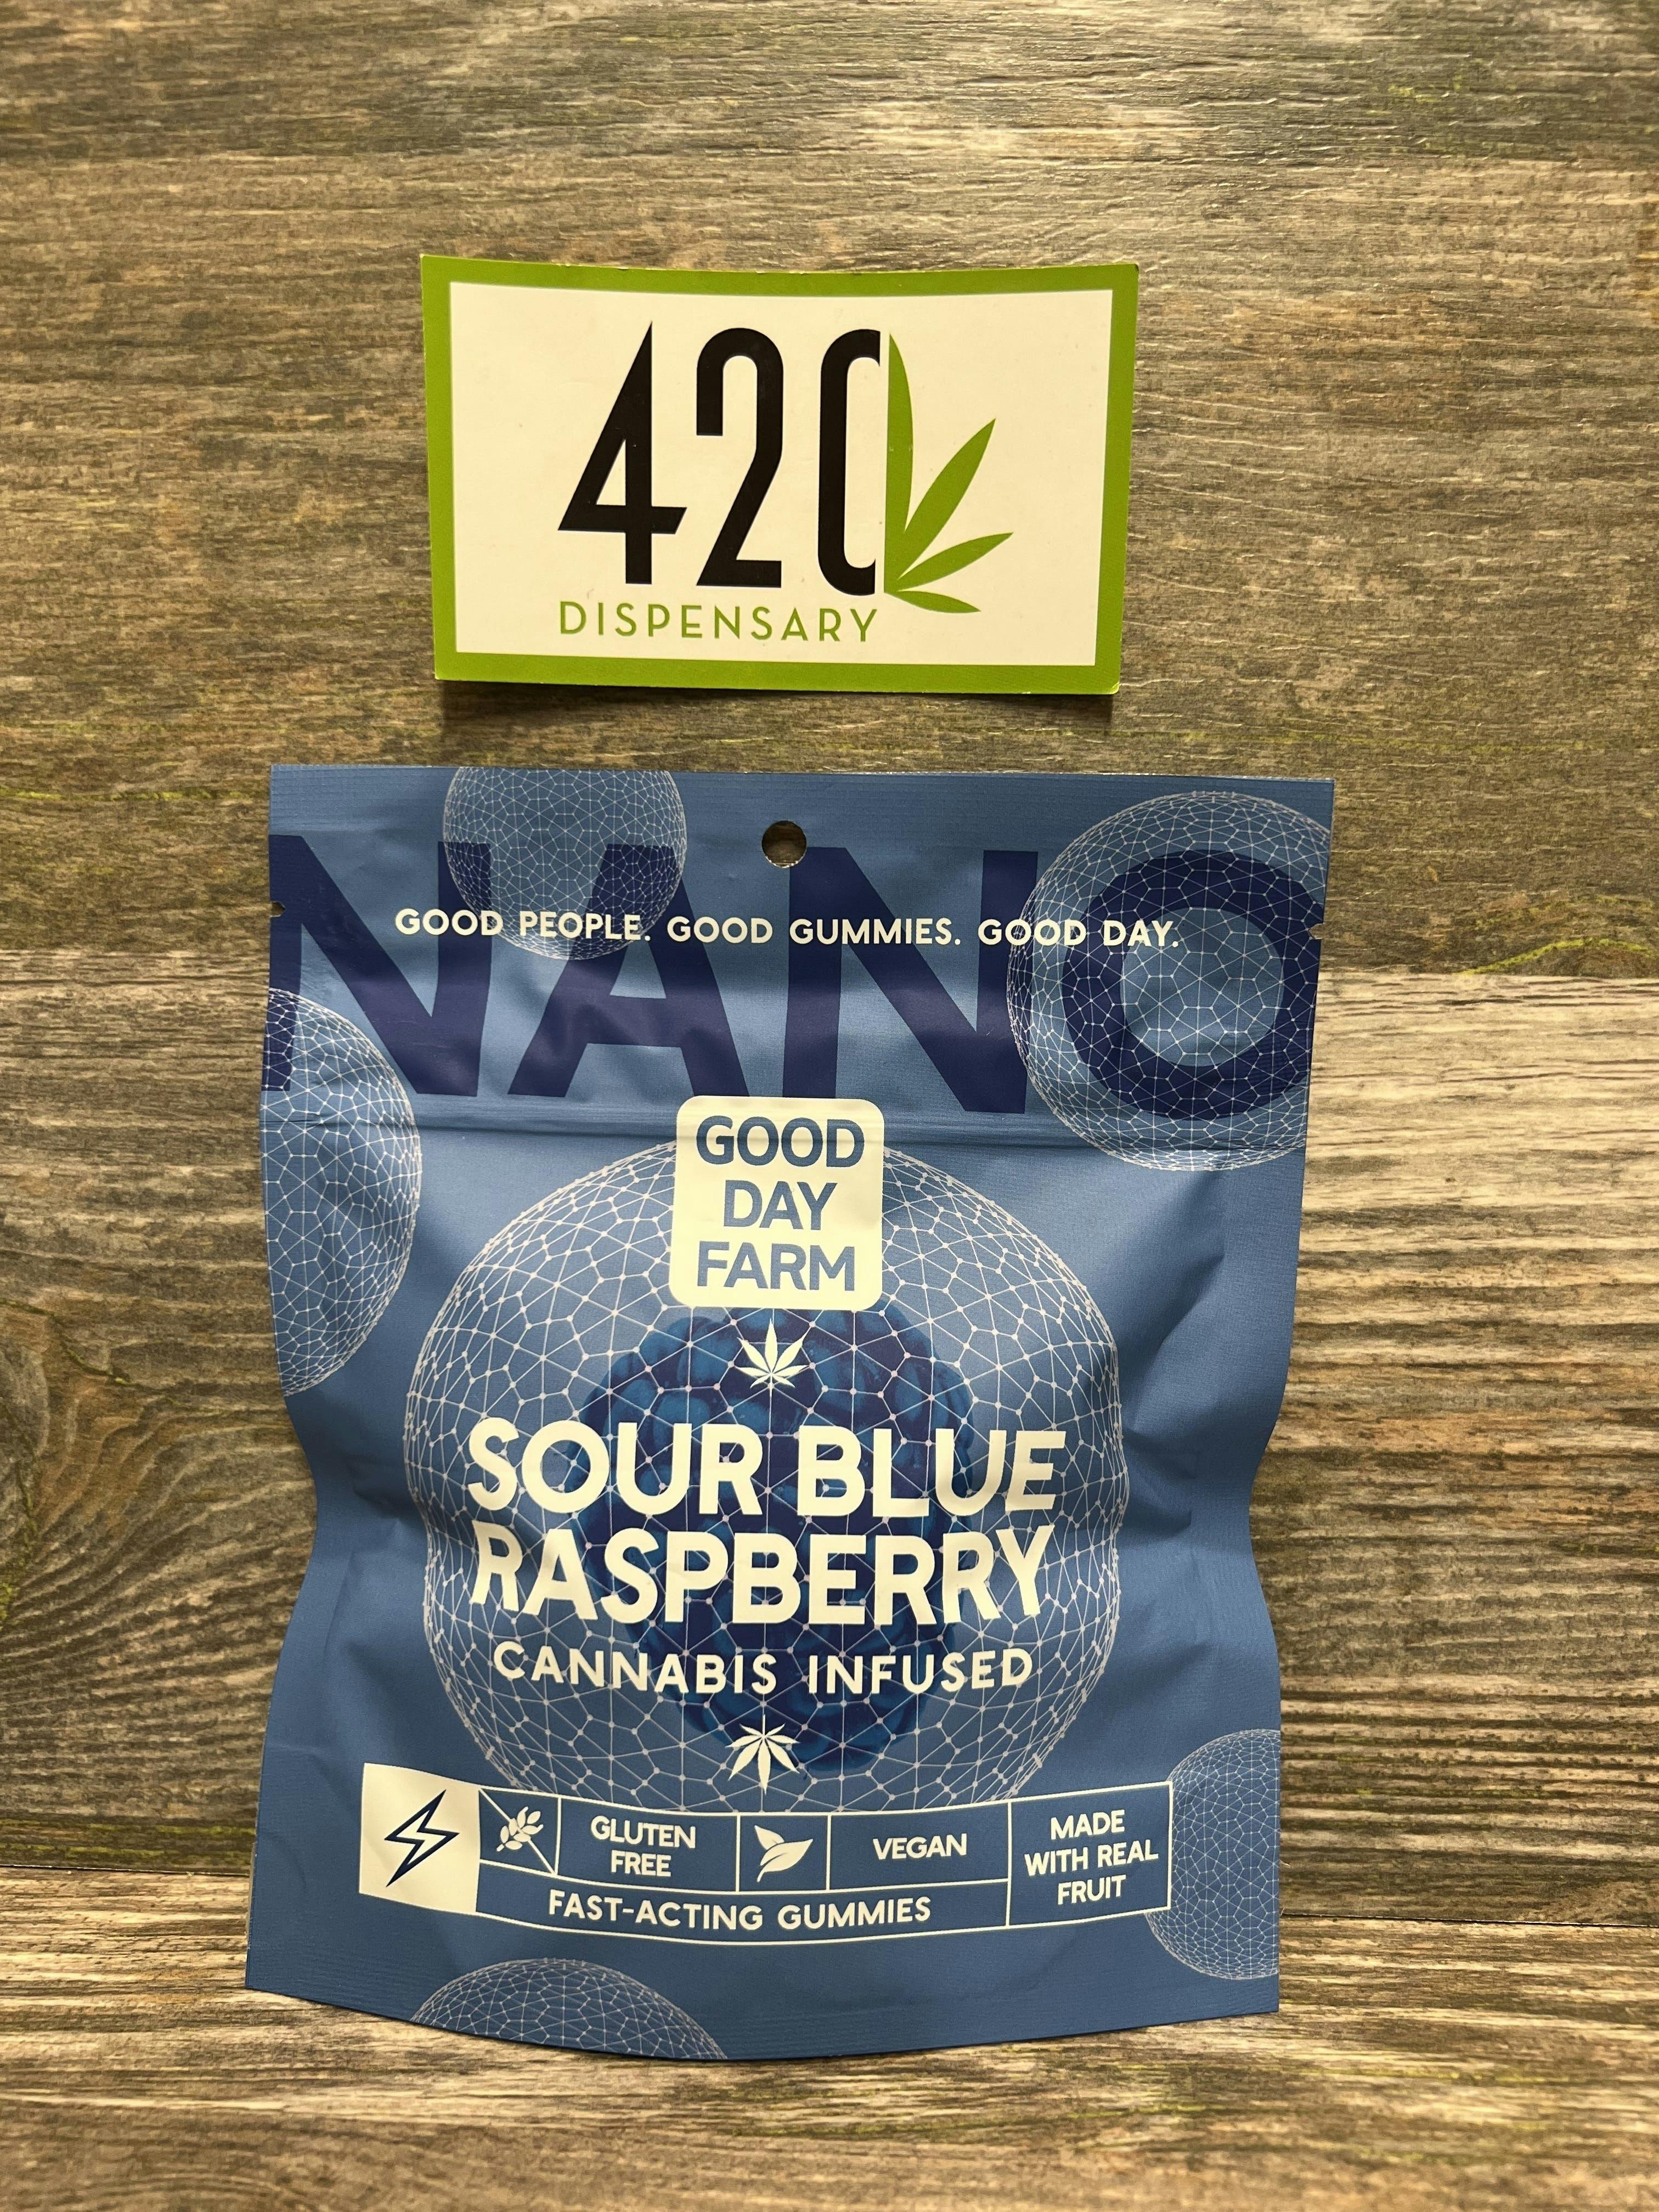 420
DISPENSARY
NANO
GOOD PEOPLE. GOOD GUMMIES. GOOD DAY.
GOOD
DAY
FARM
SOUR BLUE
RASPBERRY
CANNABIS INFUSED
GLUTEN
FREE
VEGAN
MADE
WITH REAL
FRUIT
FAST-ACTING GUMMIES